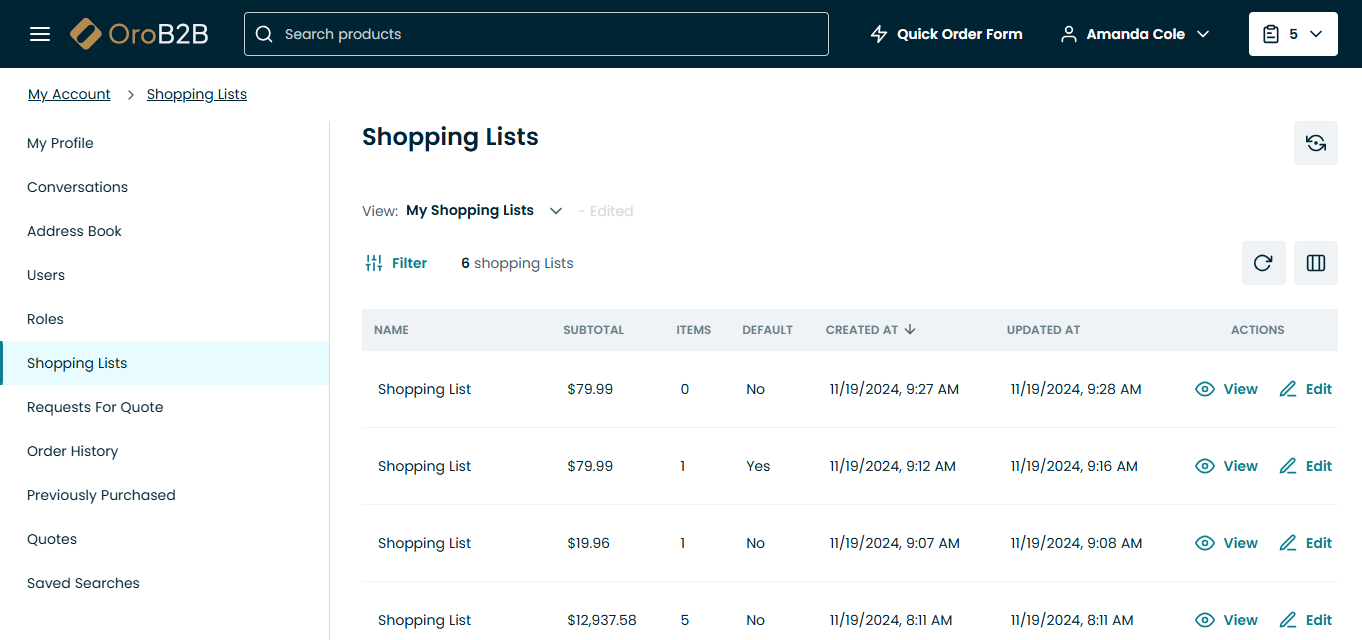 OroB2B
Search products
Quick Order Form
Amanda Cole
5
My Account > Shopping Lists
My Profile
Conversations
Address Book
Users
Roles
Shopping Lists
Requests For Quote
Order History
Previously Purchased
Quotes
Saved Searches
Shopping Lists
View: My Shopping Lists - Edited
Filter 6 shopping Lists
NAME SUBTOTAL ITEMS DEFAULT CREATED AT UPDATED AT ACTIONS
Shopping List $79.99 0 No 11/19/2024, 9:27 AM 11/19/2024, 9:28 AM View Edit
Shopping List $79.99 1 Yes 11/19/2024, 9:12 AM 11/19/2024, 9:16 AM View Edit
Shopping List $19.96 1 No 11/19/2024, 9:07 AM 11/19/2024, 9:08 AM View Edit
Shopping List $12,937.58 5 No 11/19/2024, 8:11 AM 11/19/2024, 8:11 AM View Edit